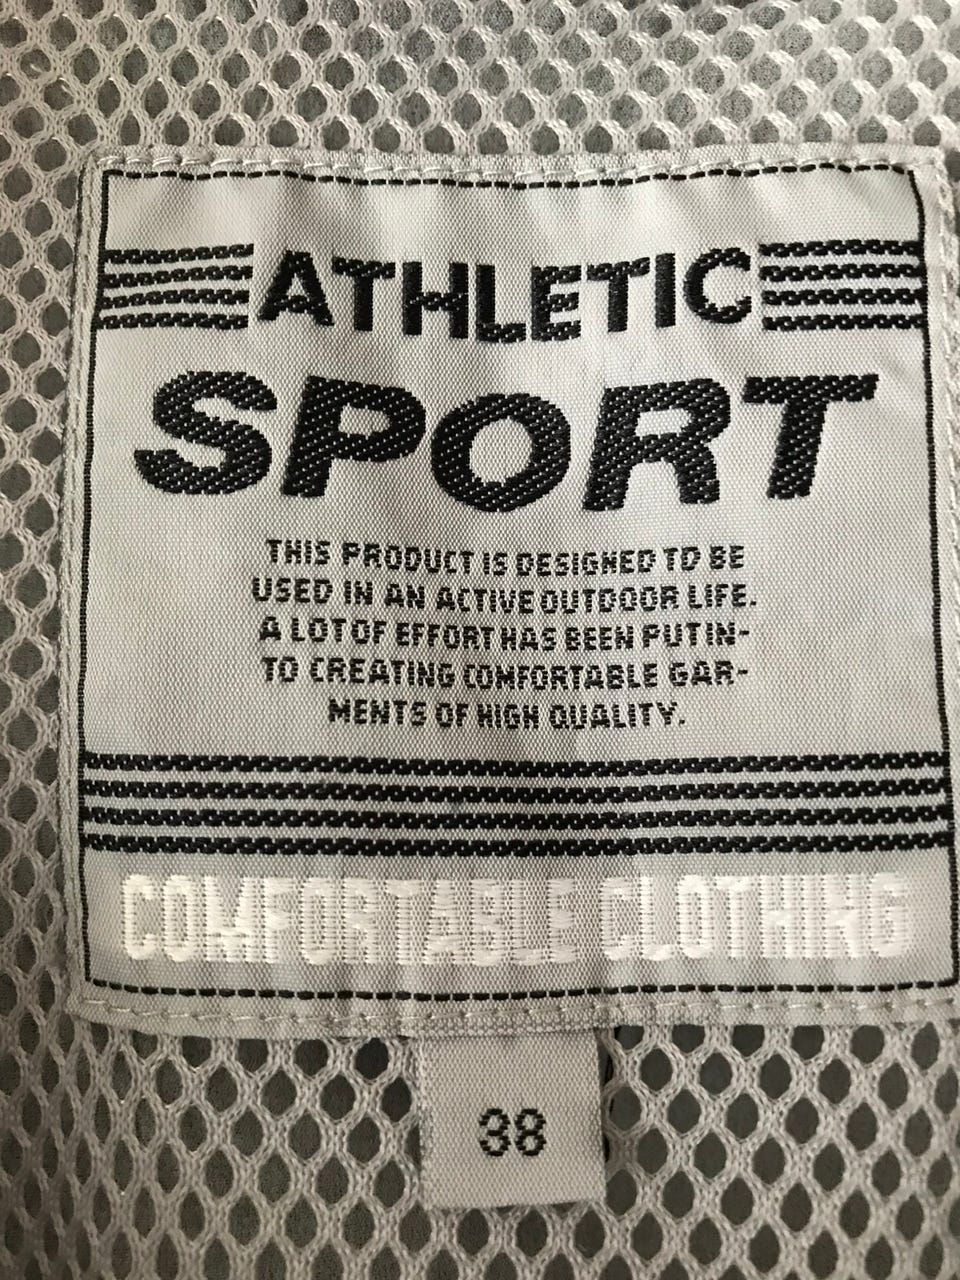 ATHLETIC
SPORT
THIS PRODUCT IS DESIGNED TO BE
USED IN AN ACTIVE OUTDOOR LIFE.
A LOT OF EFFORT HAS BEEN PUT IN-
TO CREATING COMFORTABLE GAR-
MENTS OF HIGH QUALITY.
COMFORTABLE CLOTHING
38